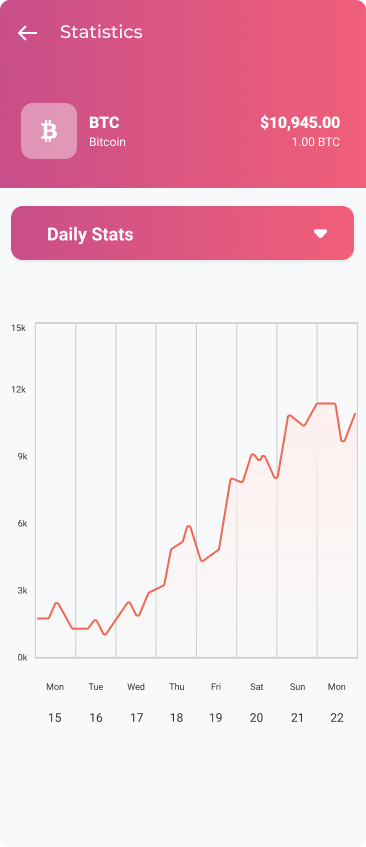 Statistics
BTC
$10,945.00
Bitcoin
1.00 BTC
Daily Stats
15k
12k
9k
6k
3k
0k
Mon Tue Wed Thu Fri Sat Sun Mon
15 16 17 18 19 20 21 22